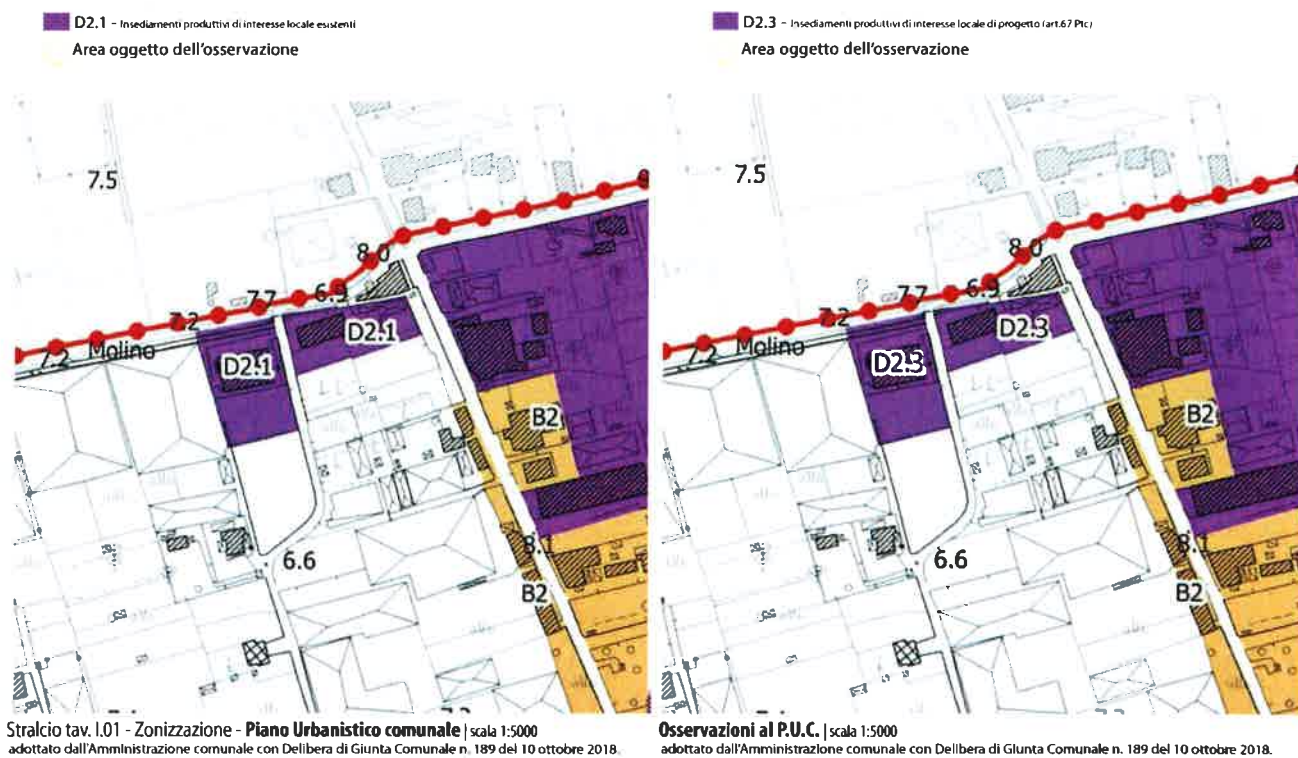 D2.1 - Insediamenti produttivi di interesse locale esistenti
Area oggetto dell'osservazione
7.5
8.0
6.9
7.7
7.2
7.2
Molino
D2.1
D2.1
B2
8.1
6.6
B2
Stralcio tav. I.01 - Zonizzazione - Piano Urbanistico comunale | scala 1:5000
adottato dall'Amministrazione comunale con Delibera di Giunta Comunale n. 189 del 10 ottobre 2018.
D2.3 - Insediamenti produttivi di interesse locale di progetto (art.67 Ptc)
Area oggetto dell'osservazione
7.5
8.0
6.9
7.7
7.2
7.2
Molino
D2.3
D2.3
B2
8.1
6.6
B2
Osservazioni al P.U.C. | scala 1:5000
adottato dall'Amministrazione comunale con Delibera di Giunta Comunale n. 189 del 10 ottobre 2018.